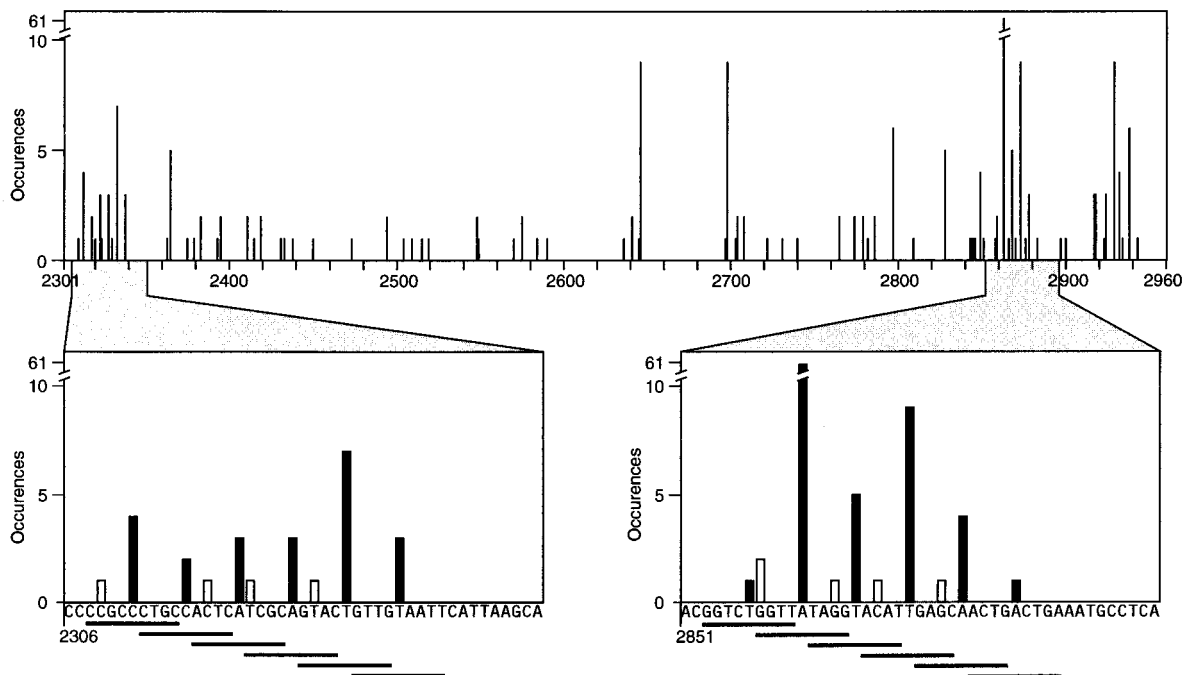 61
10
5
0
Occurences
2301 2400 2500 2600 2700 2800 2900 2960
61
10
5
0
Occurences
CCCCGCCCTGCCACTCATCGCAGTACTGTTGTAATTCATTAAGCA
2306
61
10
5
0
Occurences
ACGGTCTGGTTATAGGTACATTGAGCAACTGACTGAAATGCCTCA
2851